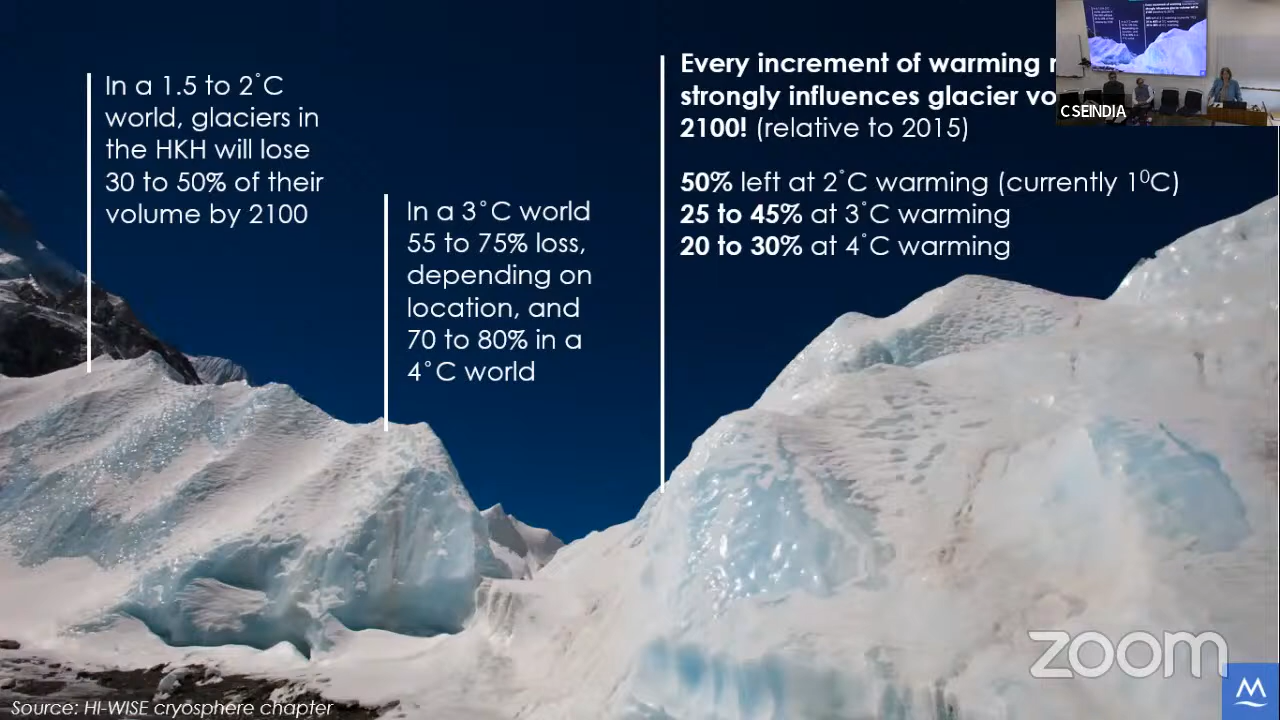 In a 1.5 to 2˚C
world, glaciers in
the HKH will lose
30 to 50% of their
volume by 2100
In a 3˚C world
55 to 75% loss,
depending on
location, and
70 to 80% in a
4˚C world
Every increment of warming
strongly influences glacier
2100! (relative to 2015)
50% left at 2˚C warming (currently 1⁰C)
25 to 45% at 3˚C warming
20 to 30% at 4˚C warming
CSEINDIA
zoom
Source: HI-WISE cryosphere chapter